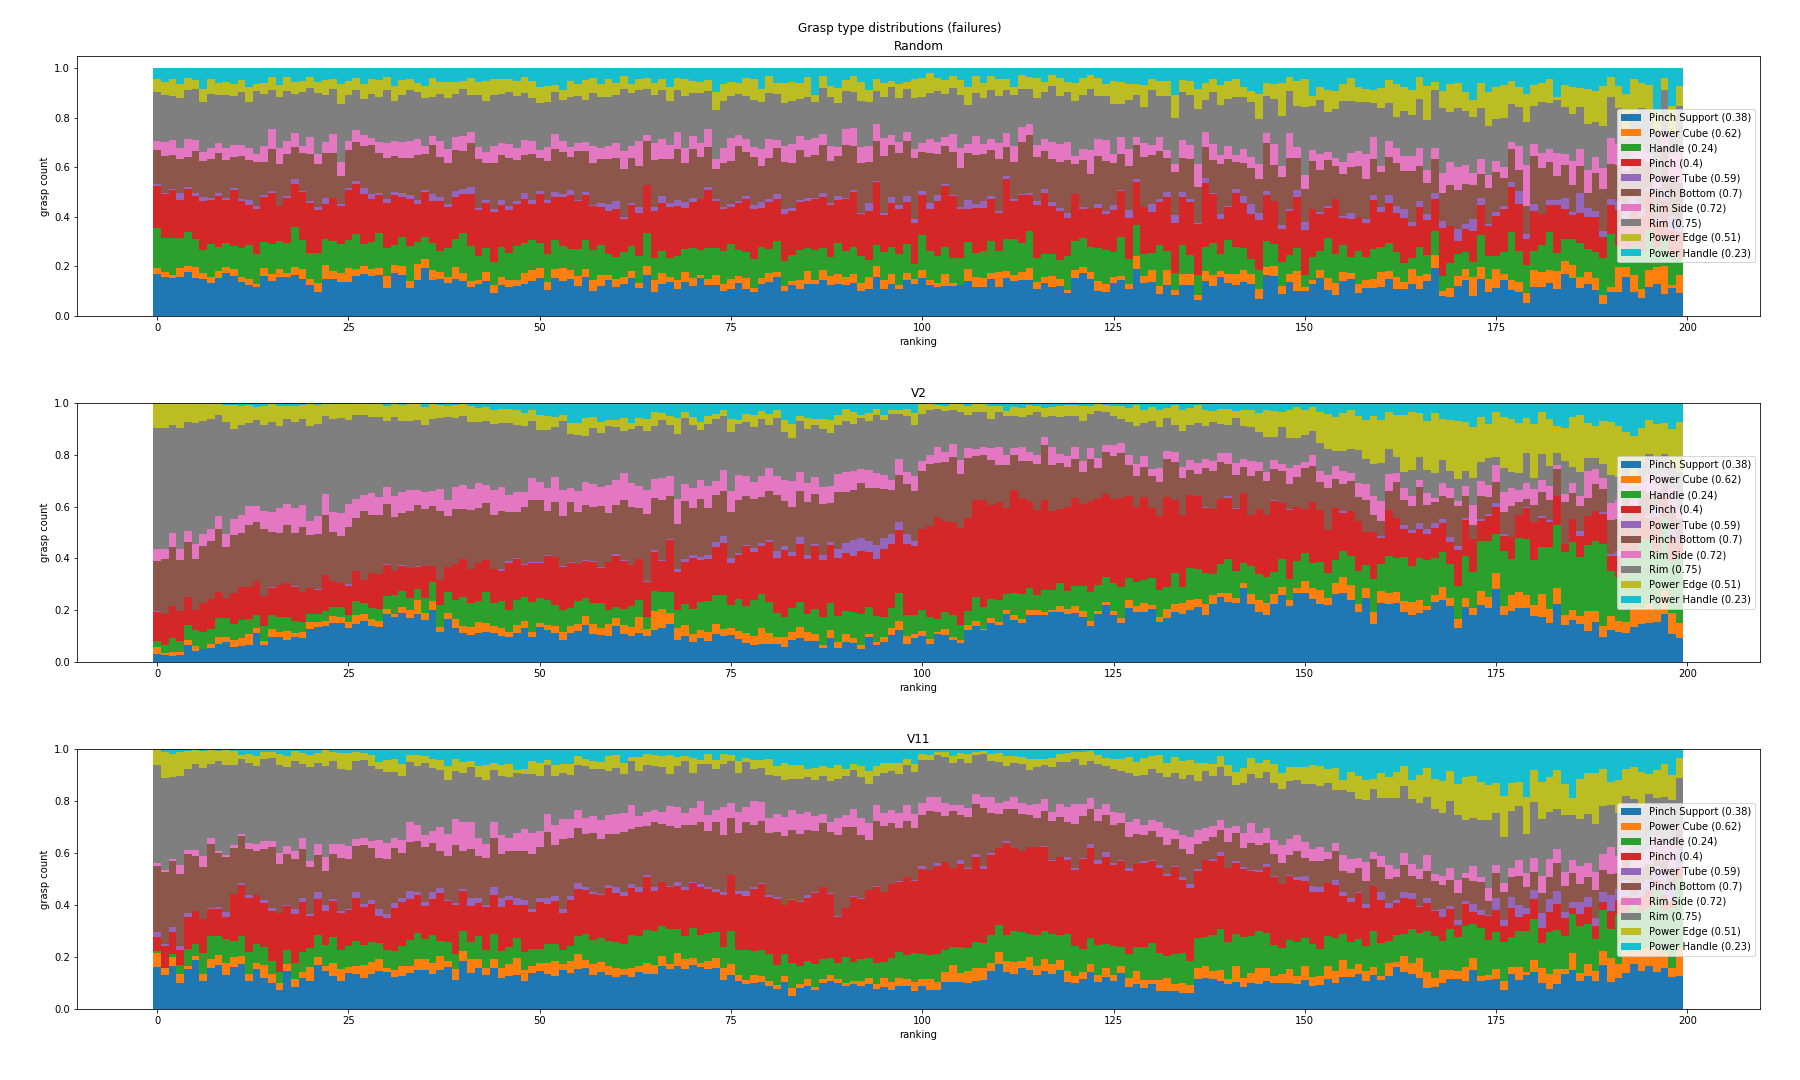 Grasp type distributions (failures)
Random
1.0
0.8
0.6
0.4
0.2
0.0
grasp count
0 25 50 75 100 125 150 175 200
ranking
Pinch Support (0.38)
Power Cube (0.62)
Handle (0.24)
Pinch (0.4)
Power Tube (0.59)
Pinch Bottom (0.7)
Rim Side (0.72)
Rim (0.75)
Power Edge (0.51)
Power Handle (0.23)
V2
1.0
0.8
0.6
0.4
0.2
0.0
grasp count
0 25 50 75 100 125 150 175 200
ranking
Pinch Support (0.38)
Power Cube (0.62)
Handle (0.24)
Pinch (0.4)
Power Tube (0.59)
Pinch Bottom (0.7)
Rim Side (0.72)
Rim (0.75)
Power Edge (0.51)
Power Handle (0.23)
V11
1.0
0.8
0.6
0.4
0.2
0.0
grasp count
0 25 50 75 100 125 150 175 200
ranking
Pinch Support (0.38)
Power Cube (0.62)
Handle (0.24)
Pinch (0.4)
Power Tube (0.59)
Pinch Bottom (0.7)
Rim Side (0.72)
Rim (0.75)
Power Edge (0.51)
Power Handle (0.23)